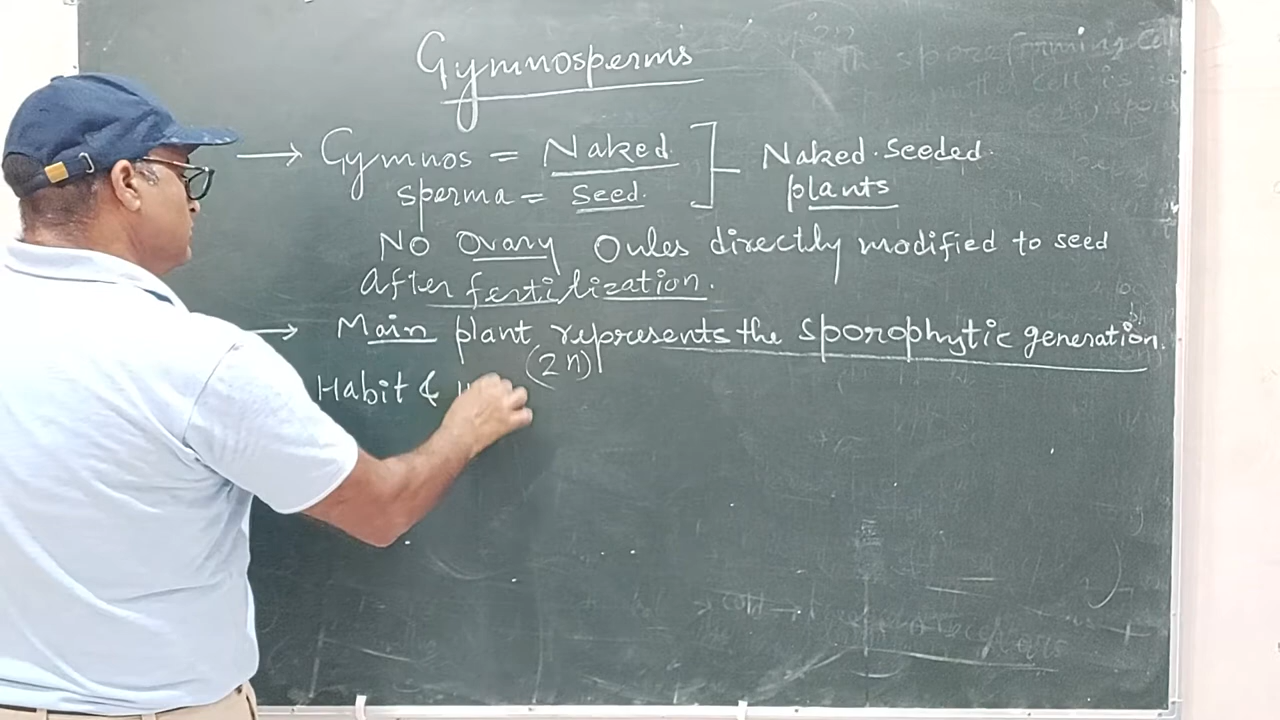 Gymnosperms
→ Gymnos = Naked
sperma = seed.
Naked. Seeded.
plants
No Ovary Oules directly modified to seed
after fertilization.
→ Main plant represents the sporophytic generation.
(2n)
Habit &